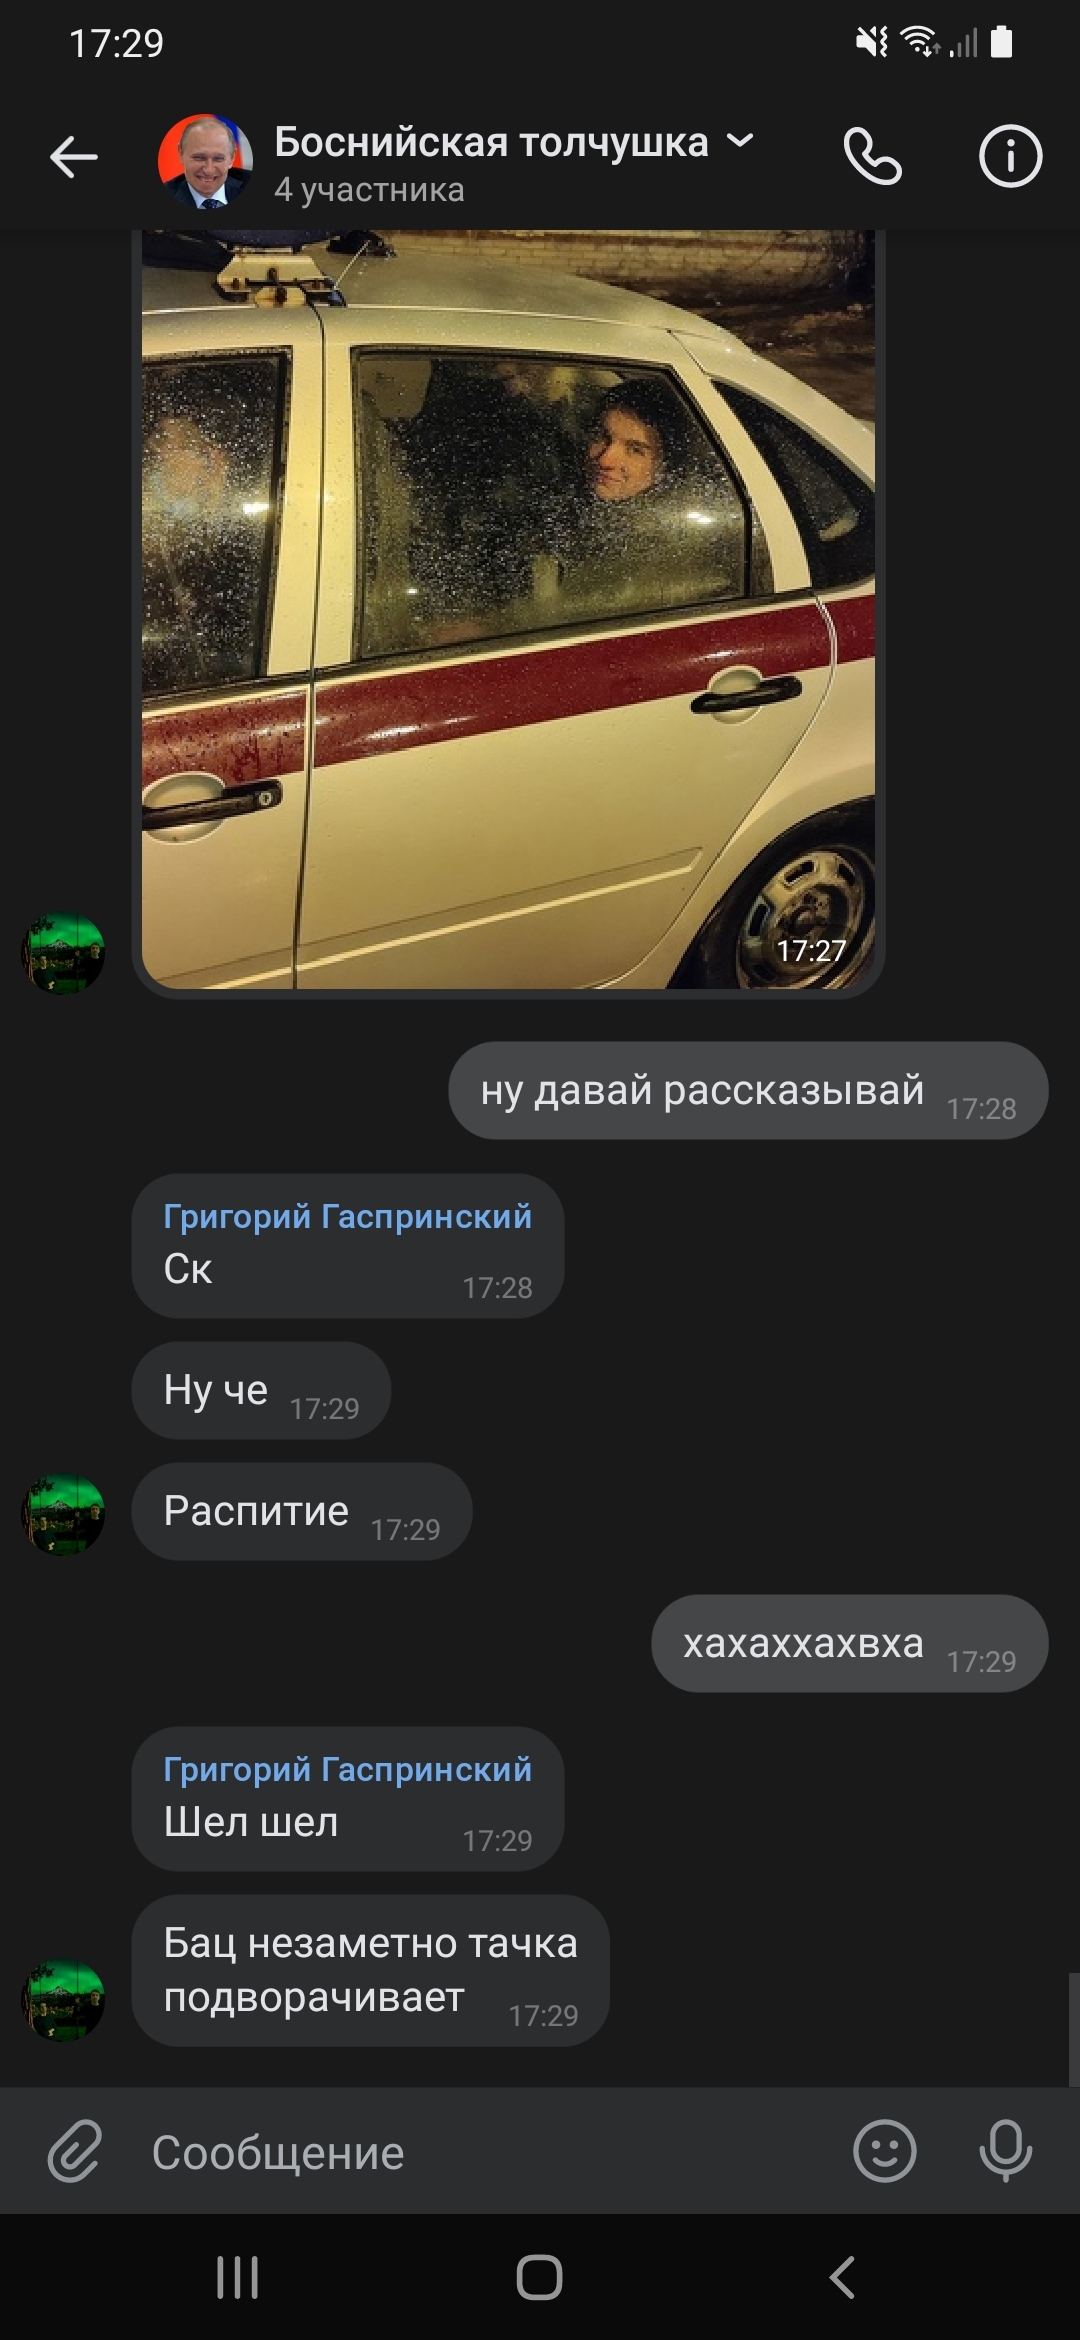 17:29
Боснийская толчушка
4 участника
17:27
ну давай рассказывай 17:28
Григорий Гаспринский
Ск 17:28
Ну че 17:29
Распитие 17:29
хахаххахвха 17:29
Григорий Гаспринский
Шел шел 17:29
Бац незаметно тачка
подворачивает 17:29
Сообщение